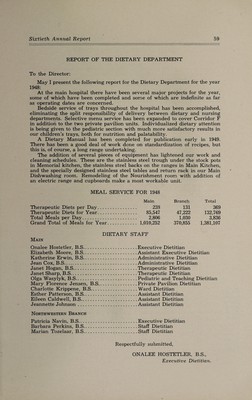 Sixtieth Annual Report 59
REPORT OF THE DIETARY DEPARTMENT
To the Director:
May I present the following report for the Dietary Department for the year
1948:
At the main hospital there have been several major projects for the year,
some of which have been completed and some of which are indefinite as far
as operating dates are concerned.
Bedside service of trays throughout the hospital has been accomplished,
eliminating the split responsibility of delivery between dietary and nursing
departments. Selective menu service has been expanded to cover Corridor F
in addition to the two private pavilion units. Individualized dietary attention
is being given to the pediatric section with much more satisfactory results in
our children's trays, both for nutrition and palatability.
A Dietary Manual has been completed for publication early in 1949.
There has been a good deal of work done on standardization of recipes, but
this is, of course, a long range undertaking.
The addition of several pieces of equipment has lightened our work and
cleaning schedules. These are the stainless steel trough under the stock pots
in Memorial kitchen, the stainless steel backs on the ranges in Main kitchen,
and the specially designed stainless steel tables and return rack in our Main
Dishwashing room. Remodeling of the Nourishment room with addition of
an electric range and cupboards make a most workable unit.
MEAL SERVICE FOR 1948
Main Branch Total
Therapeutic Diets per Day 239 131 369
Therapeutic Diets for Year 85,547 47,222 132,769
Total Meals per Day 2,806 1,020 3,826
Grand Total of Meals for Year 1,010,252 370,855 1,381,107
DIETARY STAFF
MAIN
Onalee Hostetler, B.S. Executive Dietitian
Elizabeth Moore, B.S. Assistant Executive Dietitian
Katherine Erwin, B.S. Administrative Dietitian
Jean Cox, B.S. Administrative Dietitian
Janet Hogan, B.S. Therapeutic Dietitian
Janet Sharp, B.S. Therapeutic Dietitian
Olga B.S. Pediatric and Teaching Dietitian
Mary Florence Jensen, B.S. Private Pavilion Dietitian
Charlotte Krippene, B.S. Ward Dietitian
Esther Patterson, B.S. Assistant Dietitian
Eileen Caldwell, B.S. Assistant Dietitian
Jeannette Johnson Assistant Dietitian
NORTHWESTERN BRANCH
Patricia Navin, B.S. Executive Dietitian
Barbara Perkins, B.S. Staff Dietitian
Marian B.S. Staff Dietitian
Respectfully submitted,
ONALEE HOSTETLER, B.S.,
Executive Dietitian.